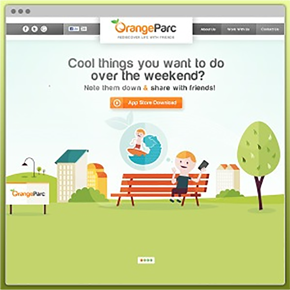 OrangeParc
REDISCOVER LIFE WITH FRIENDS
About Us
Work With Us
Contact Us
Cool things you want to do
over the weekend?
Note them down & share with friends!
App Store Download
OrangeParc